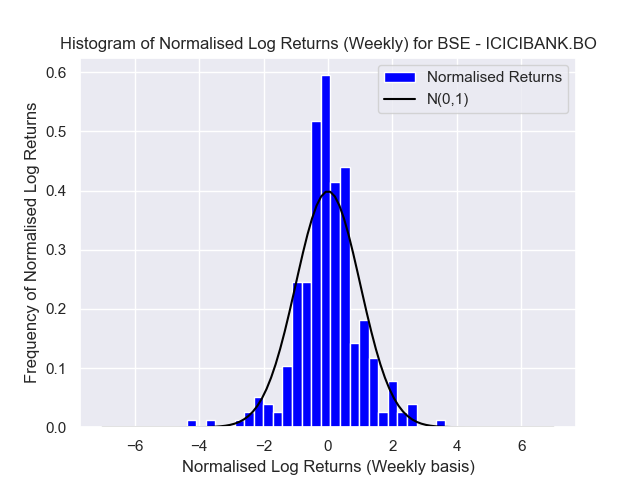 Histogram of Normalised Log Returns (Weekly) for BSE - ICICIBANK.BO
Normalised Returns
N(0,1)
Frequency of Normalised Log Returns
0.6
0.5
0.4
0.3
0.2
0.1
0.0
−6 −4 −2 0 2 4 6
Normalised Log Returns (Weekly basis)